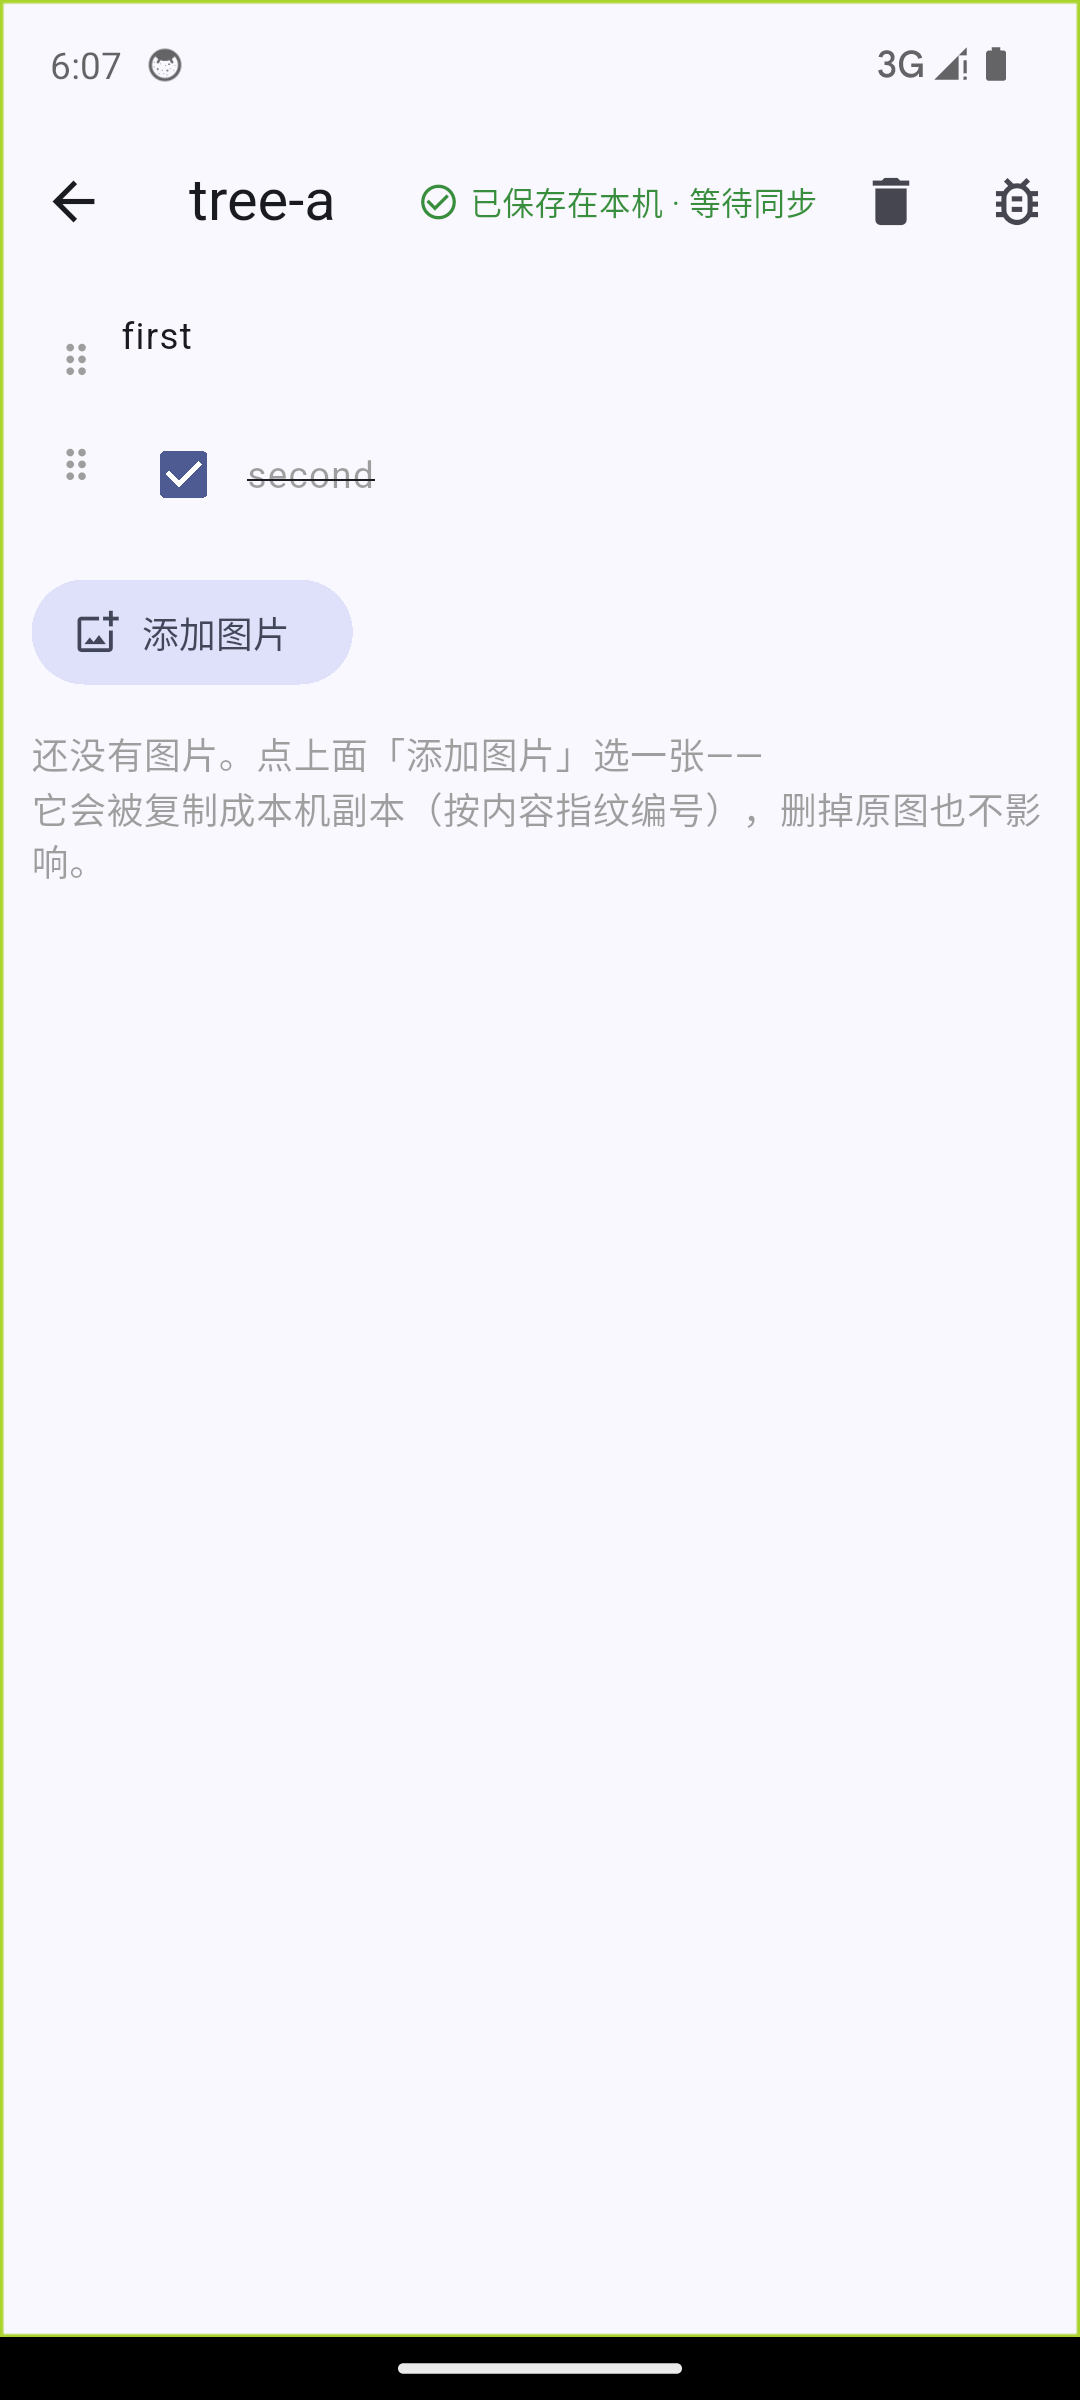 6:07
3G
tree-a
已保存在本机 · 等待同步
first
second
添加图片
还没有图片。点上面「添加图片」选一张——
它会被复制成本机副本（按内容指纹编号），删掉原图也不影
响。